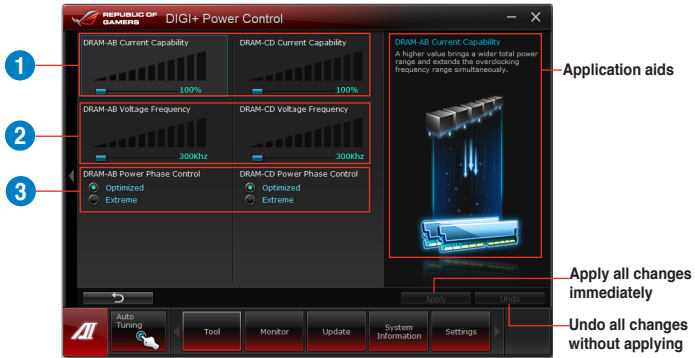 REPUBLIC OF
GAMERS
DIGI+ Power Control
DRAM-AB Current Capability
100%
DRAM-CD Current Capability
100%
DRAM-AB Voltage Frequency
300Khz
DRAM-CD Voltage Frequency
300Khz
DRAM-AB Power Phase Control
Optimized
Extreme
DRAM-CD Power Phase Control
Optimized
Extreme
DRAM-AB Current Capability
A higher value brings a wider total power
range and extends the overclocking
frequency range simultaneously.
1
2
3
Application aids
Apply
Undo
Apply all changes
immediately
Undo all changes
without applying
AI
Auto
Tuning
Tool
Monitor
Update
System
Information
Settings